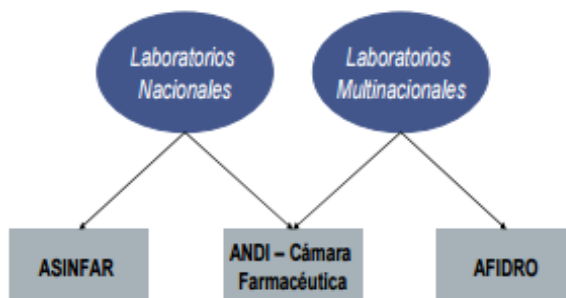 Laboratorios
Nacionales
Laboratorios
Multinacionales
ASINFAR
ANDI – Cámara
Farmacéutica
AFIDRO